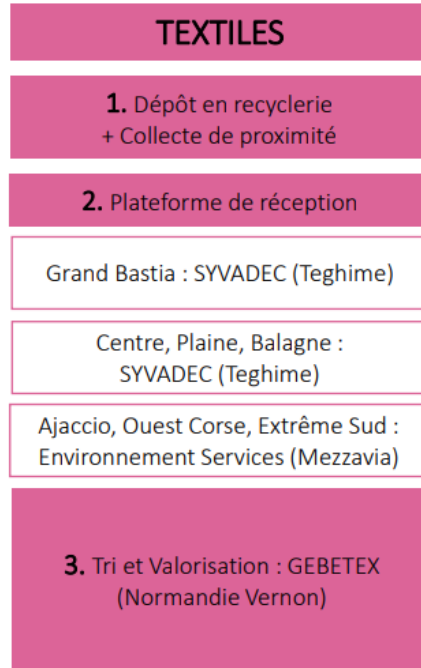 TEXTILES
1. Dépôt en recyclerie
+ Collecte de proximité
2. Plateforme de réception
Grand Bastia : SYVADEC (Teghime)
Centre, Plaine, Balagne :
SYVADEC (Teghime)
Ajaccio, Ouest Corse, Extrême Sud :
Environnement Services (Mezzavia)
3. Tri et Valorisation : GEBETEX
(Normandie Vernon)